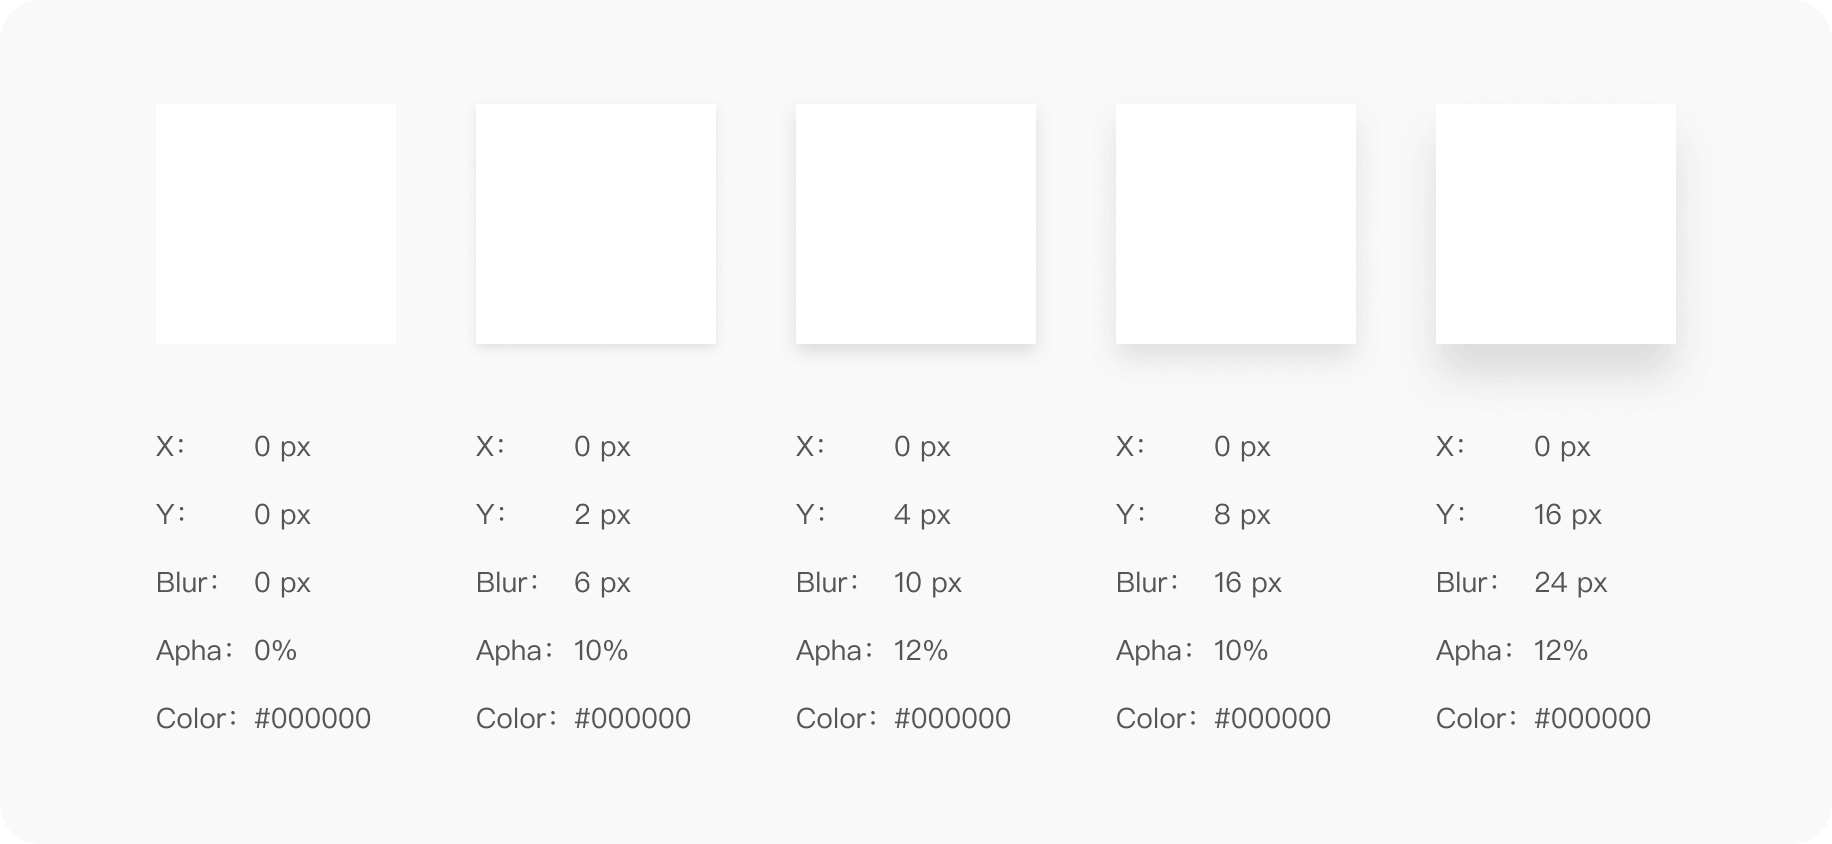 X： 0 px X： 0 px X： 0 px X： 0 px X： 0 px
Y： 0 px Y： 2 px Y： 4 px Y： 8 px Y： 16 px
Blur： 0 px Blur： 6 px Blur： 10 px Blur： 16 px Blur： 24 px
Apha： 0% Apha： 10% Apha： 12% Apha： 10% Apha： 12%
Color： #000000 Color： #000000 Color： #000000 Color： #000000 Color： #000000